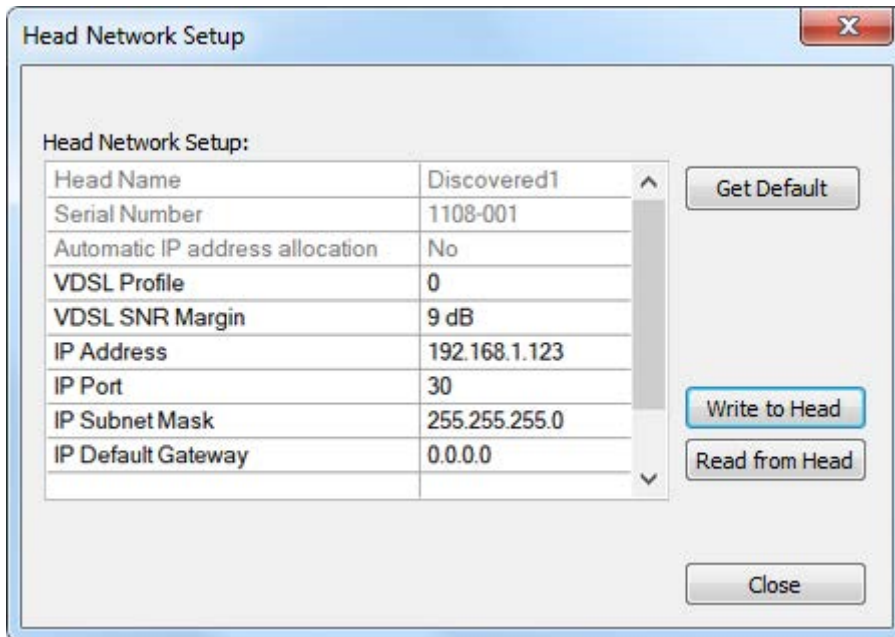 Head Network Setup
Head Network Setup:
Head Name Discovered1
Serial Number 1108-001
Automatic IP address allocation No
VDSL Profile 0
VDSL SNR Margin 9 dB
IP Address 192.168.1.123
IP Port 30
IP Subnet Mask 255.255.255.0
IP Default Gateway 0.0.0.0
Get Default
Write to Head
Read from Head
Close